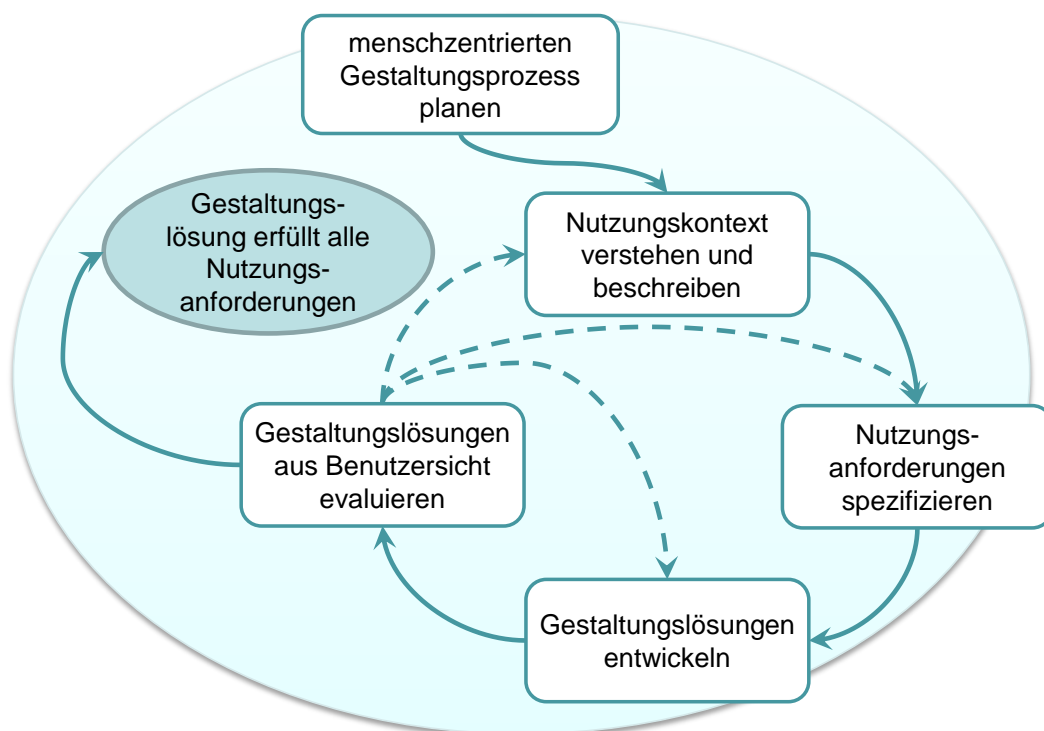 menschzentrierten
Gestaltungsprozess
planen
Gestaltungs-
lösung erfüllt alle
Nutzungs-
anforderungen
Nutzungskontext
verstehen und
beschreiben
Gestaltungslösungen
aus Benutzersicht
evaluieren
Nutzungs-
anforderungen
spezifizieren
Gestaltungslösungen
entwickeln